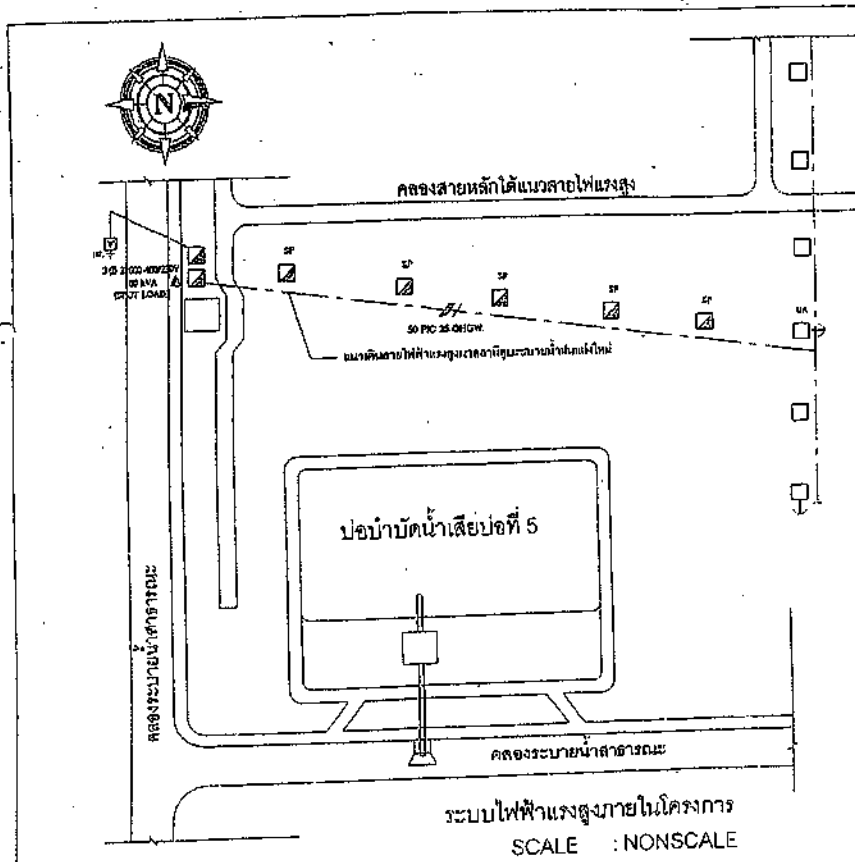 N
คลองสายหลักใต้แนวสายไฟแรงสูง
SP
SP
SP
SP
SP
50 PIC 25 OHGW.
บ่อบำบัดน้ำเสียบ่อที่ 5
คลองระบายน้ำสาธารณะ
คลองระบายน้ำสาธารณะ
ระบบไฟฟ้าแรงสูงภายในโครงการ
SCALE : NONSCALE